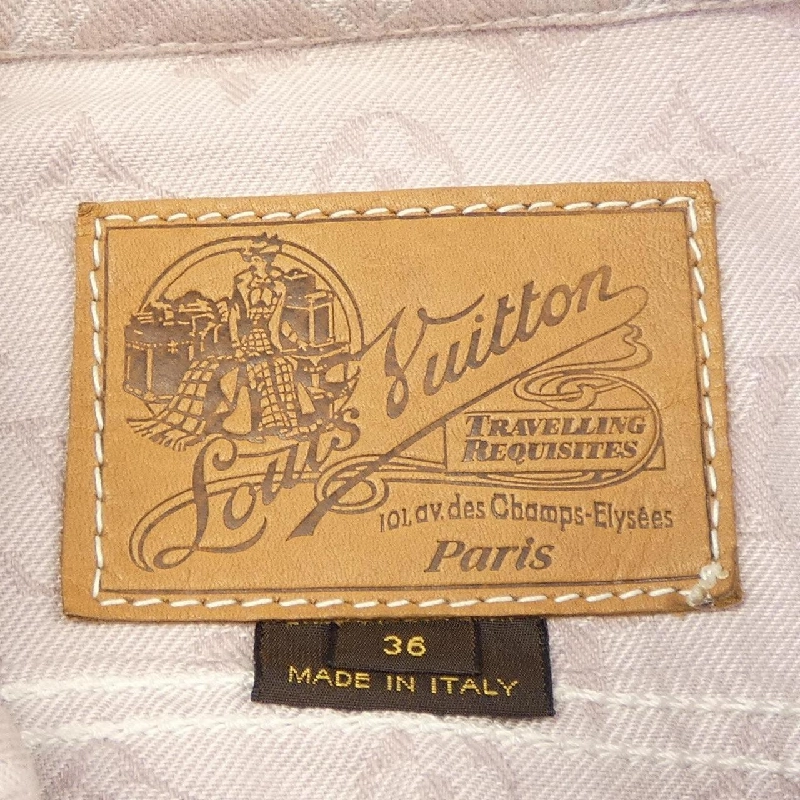 Louis Vuitton
TRAVELLING
REQUISITES
101, av. des Champs-Elysées
Paris
36
MADE IN ITALY